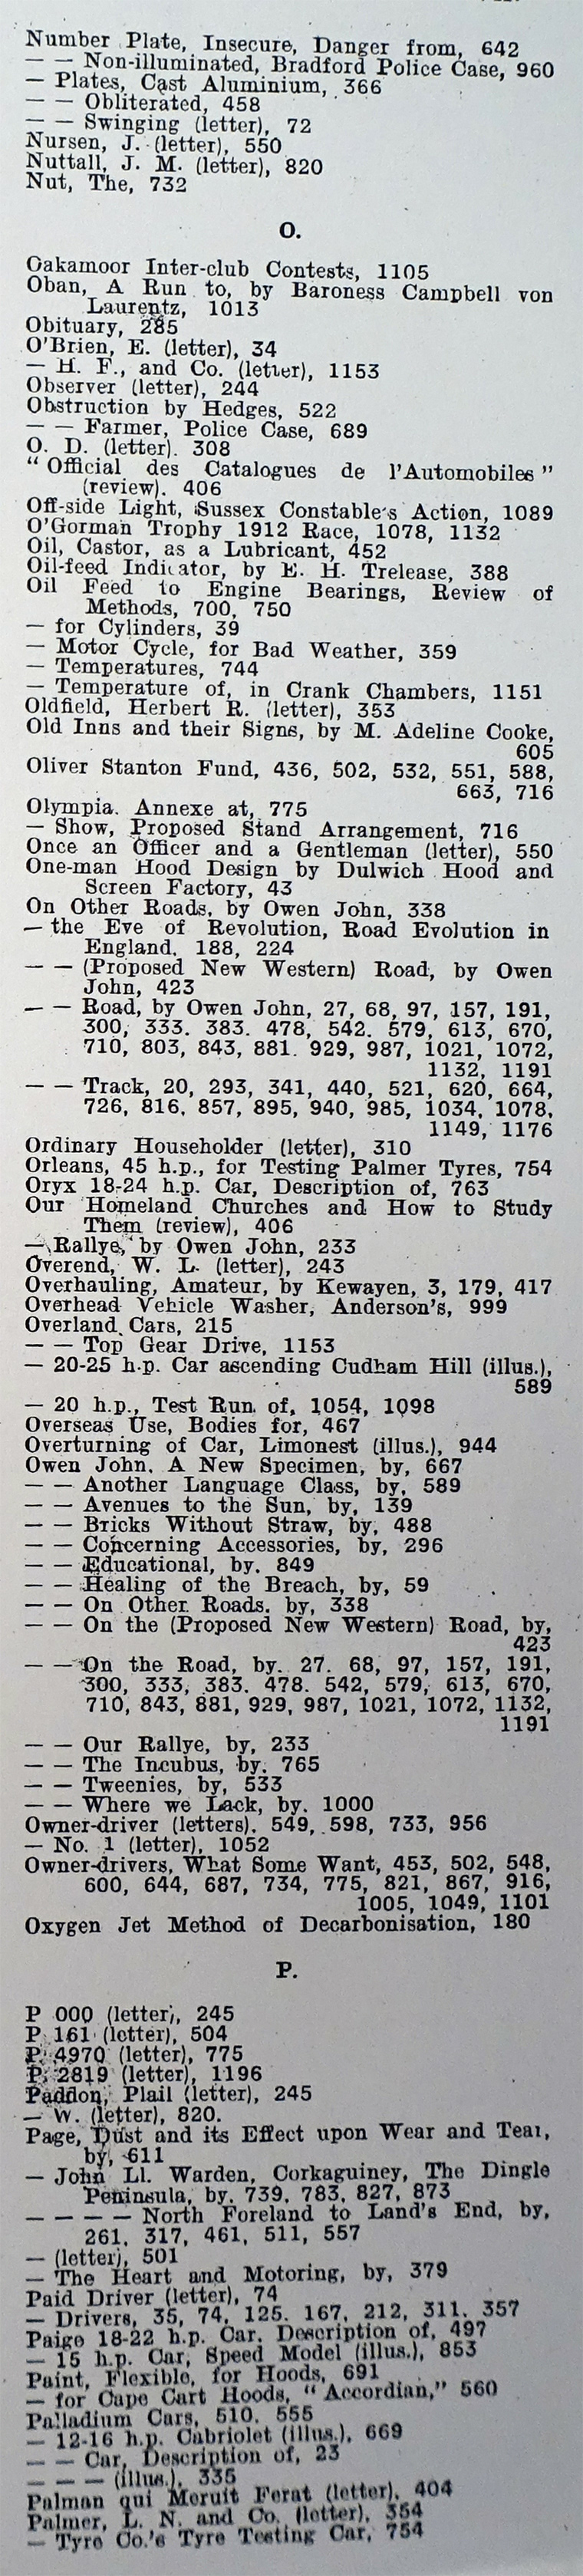 Number Plate, Insecure, Danger from, 642
— — Non-illuminated, Bradford Police Case, 960
— Plates, Cast Aluminium, 366
— — Obliterated, 458
— — Swinging (letter), 72
Nursen, J. (letter), 550
Nuttall, J. M. (letter), 820
Nut, The, 732
O.
Oakamoor Inter-club Contests, 1105
Oban, A Run to, by Baroness Campbell von
Laurentz, 1013
Obituary, 285
O'Brien, E. (letter), 34
— H. F., and Co. (letter), 1153
Observer (letter), 244
Obstruction by Hedges, 522
— — Farmer, Police Case, 689
O. D. (letter). 308
“ Official des Catalogues de l'Automobiles ”
(review). 406
Off-side Light, Sussex Constable's Action, 1089
O'Gorman Trophy 1912 Race, 1078, 1132
Oil, Castor, as a Lubricant, 452
Oil-feed Indicator, by E. H. Trelease, 388
Oil Feed to Engine Bearings, Review of
Methods, 700, 750
— for Cylinders, 39
— Motor Cycle, for Bad Weather, 359
— Temperatures, 744
— Temperature of, in Crank Chambers, 1151
Oldfield, Herbert R. (letter), 353
Old Inns and their Signs, by M. Adeline Cooke,
605
Oliver Stanton Fund, 436, 502, 532, 551, 588,
663, 716
Olympia. Annexe at, 775
— Show, Proposed Stand Arrangement, 716
Once an Officer and a Gentleman (letter), 550
One-man Hood Design by Dulwich Hood and
Screen Factory, 43
On Other Roads, by Owen John, 338
— the Eve of Revolution, Road Evolution in
England, 188, 224
— — (Proposed New Western) Road, by Owen
John, 423
— — Road, by Owen John, 27, 68, 97, 157, 191,
300, 333. 383. 478, 542. 579, 613, 670,
710, 803, 843, 881. 929, 987, 1021, 1072,
1132, 1191
— — Track, 20, 293, 341, 440, 521, 620, 664,
726, 816, 857, 895, 940, 985, 1034, 1078,
1149, 1176
Ordinary Householder (letter), 310
Orleans, 45 h.p., for Testing Palmer Tyres, 754
Oryx 18-24 h.p. Car, Description of, 763
Our Homeland Churches and How to Study
Them (review), 406
— Rallye, by Owen John, 233
Overend, W. L. (letter), 243
Overhauling, Amateur, by Kewayen, 3, 179, 417
Overhead Vehicle Washer, Anderson's, 999
Overland Cars, 215
— — Top Gear Drive, 1153
— 20-25 h.p. Car ascending Cudham Hill (illus.),
589
— 20 h.p., Test Run of, 1054, 1098
Overseas Use, Bodies for, 467
Overturning of Car, Limonest (illus.), 944
Owen John. A New Specimen, by, 667
— — Another Language Class, by, 589
— — Avenues to the Sun, by, 139
— — Bricks Without Straw, by, 488
— — Concerning Accessories, by, 296
— — Educational, by. 849
— — Healing of the Breach, by, 59
— — On Other Roads. by, 338
— — On the (Proposed New Western) Road, by,
423
— — On the Road, by. 27. 68, 97, 157, 191,
300, 333, 383. 478. 542, 579, 613, 670,
710, 843, 881, 929, 987, 1021, 1072, 1132,
1191
— — Our Rallye, by, 233
— — The Incubus, by. 765
— — Tweenies, by, 533
— — Where we Lack, by. 1000
Owner-driver (letters). 549, 598, 733, 956
— No. 1 (letter), 1052
Owner-drivers, What Some Want, 453, 502, 548,
600, 644, 687, 734, 775, 821, 867, 916,
1005, 1049, 1101
Oxygen Jet Method of Decarbonisation, 180
P.
P 000 (letter), 245
P 161 (letter), 504
P 4970 (letter), 775
P 2819 (letter), 1196
Paddon, Plail (letter), 245
— W. (letter), 820.
Page, Dust and its Effect upon Wear and Tear,
by, 611
— John Ll. Warden, Corkaguiney, The Dingle
Peninsula, by. 739, 783, 827, 873
— — — — North Foreland to Land's End, by,
261, 317, 461, 511, 557
— (letter), 501
— The Heart and Motoring, by, 379
Paid Driver (letter), 74
— Drivers, 35, 74, 125. 167, 212, 311. 357
Paige 18-22 h.p. Car. Description of, 497
— 15 h.p. Car, Speed Model (illus.), 853
Paint, Flexible, for Hoods, 691
— for Cape Cart Hoods, “ Accordian,” 560
Palladium Cars, 510, 555
— 12-16 h.p. Cabriolet (illus.), 669
— — Car, Description of, 23
— — — (illus.), 335
Palman qui Meruit Ferat (letter), 404
Palmer, L. N. and Co. (letter), 354
— Tyre Co.'s Tyre Testing Car, 754